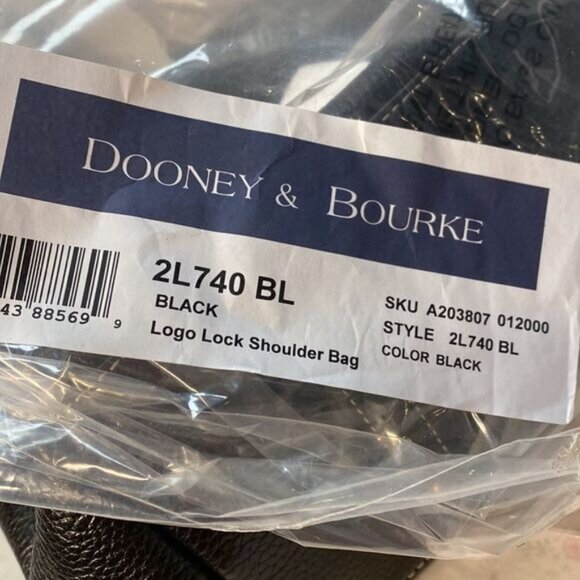 DOONEY & BOURKE
2L740 BL
BLACK
Logo Lock Shoulder Bag
43 88569 9
SKU A203807 012000
STYLE 2L740 BL
COLOR BLACK